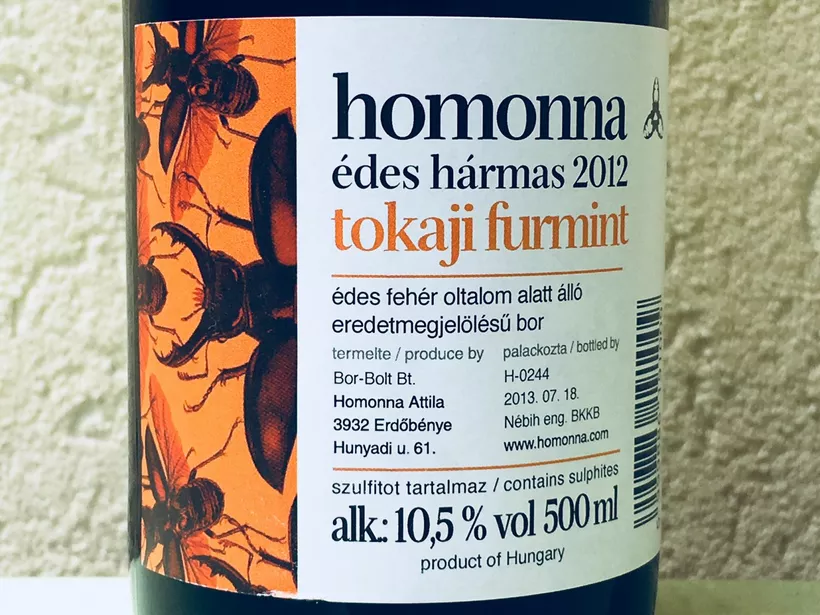 homonna
édes hármas 2012
tokaji furmint
édes fehér oltalom alatt álló
eredetmegjelölésű bor
termelte / produce by
Bor-Bolt Bt.
Homonna Attila
3932 Erdőbénye
Hunyadi u. 61.
palackozta / bottled by
H-0244
2013. 07. 18.
Nébih eng. BKKB
www.homonna.com
szulfitot tartalmaz / contains sulphites
alk.: 10,5 % vol 500 ml
product of Hungary